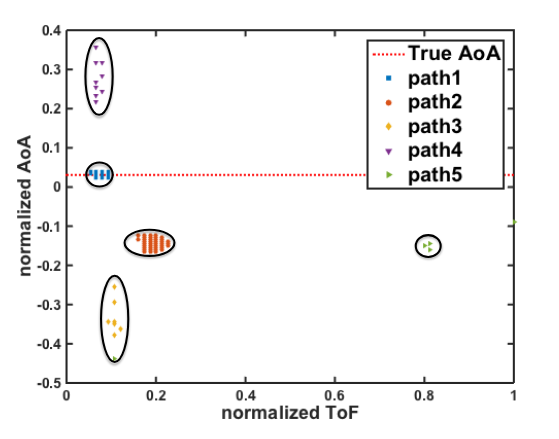 0.4
0.3
0.2
0.1
0
-0.1
-0.2
-0.3
-0.4
-0.5
normalized AoA
True AoA
path1
path2
path3
path4
path5
0 0.2 0.4 0.6 0.8 1
normalized ToF